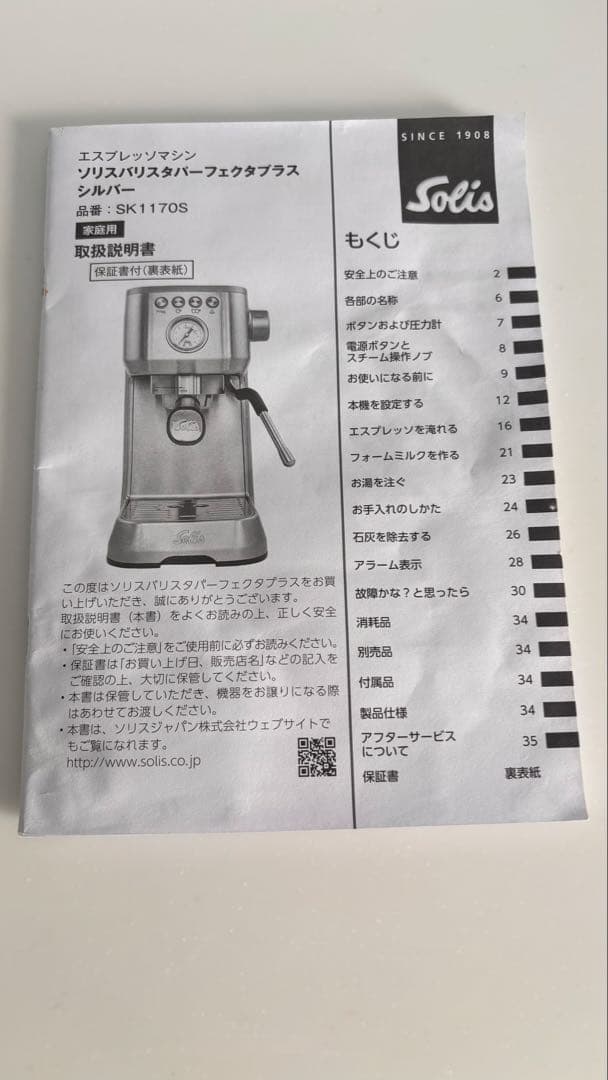 エスプレッソマシン
ソリスバリスタパーフェクタプラス
シルバー
品番：SK1170S
家庭用
取扱説明書
保証書付(裏表紙)
Solis
Solis
この度はソリスバリスタパーフェクタプラスをお買
い上げいただき、誠にありがとうございます。
取扱説明書（本書）をよくお読みの上、正しく安全
にお使いください。
・「安全上のご注意」をご使用前に必ずお読みください。
・保証書は「お買い上げ日、販売店名」などの記入を
ご確認の上、大切に保管してください。
・本書は保管していただき、機器をお譲りになる際
はあわせてお渡しください。
・本書は、ソリスジャパン株式会社ウェブサイトで
もご覧になれます。
http://www.solis.co.jp
SINCE 1908
Solis
もくじ
安全上のご注意 2
各部の名称 6
ボタンおよび圧力計 7
電源ボタンと
スチーム操作ノブ 8
お使いになる前に 9
本機を設定する 12
エスプレッソを淹れる 16
フォームミルクを作る 21
お湯を注ぐ 23
お手入れのしかた 24
石灰を除去する 26
アラーム表示 28
故障かな？と思ったら 30
消耗品 34
別売品 34
付属品 34
製品仕様 34
アフターサービス
について 35
保証書 裏表紙